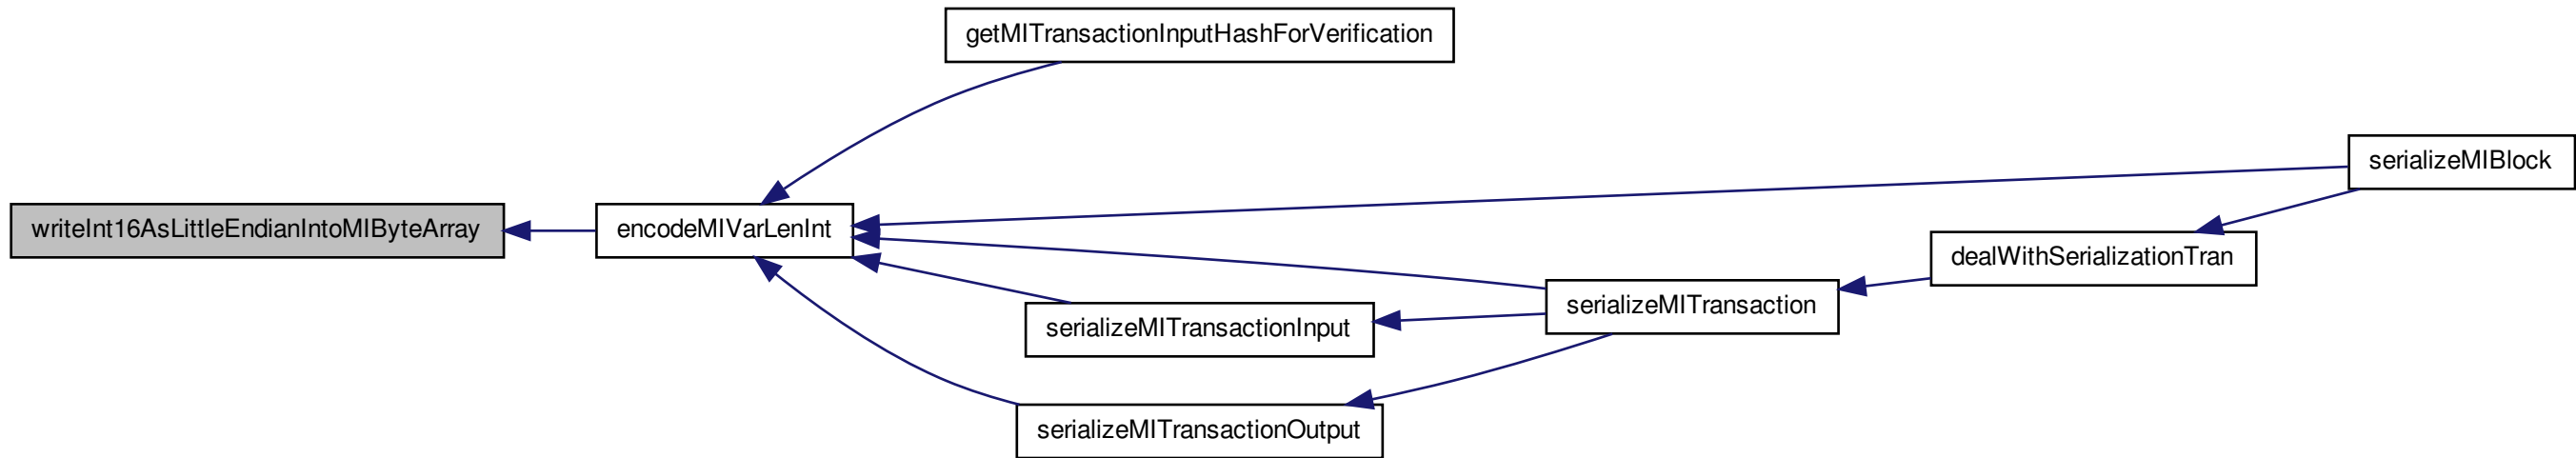 getMITransactionInputHashForVerification
serializeMIBlock
writeInt16AsLittleEndianIntoMIByteArray
encodeMIVarLenInt
dealWithSerializationTran
serializeMITransaction
serializeMITransactionInput
serializeMITransactionOutput